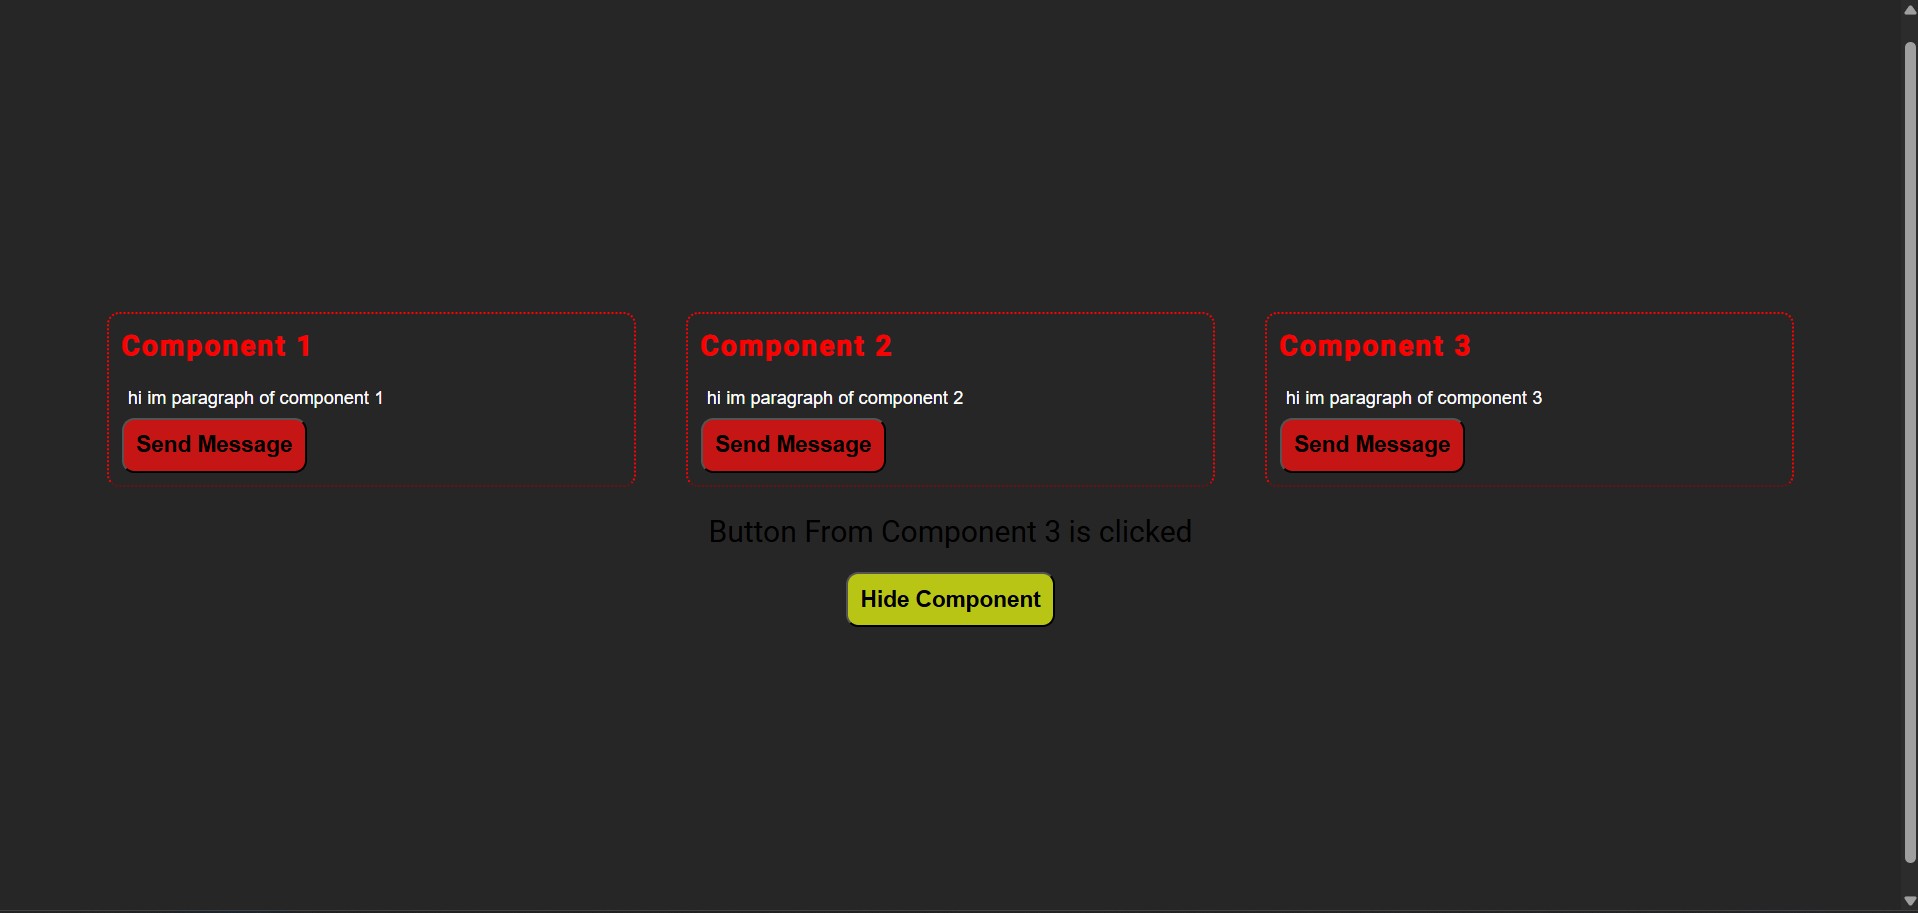 Component 1
hi im paragraph of component 1
Send Message
Component 2
hi im paragraph of component 2
Send Message
Component 3
hi im paragraph of component 3
Send Message
Button From Component 3 is clicked
Hide Component